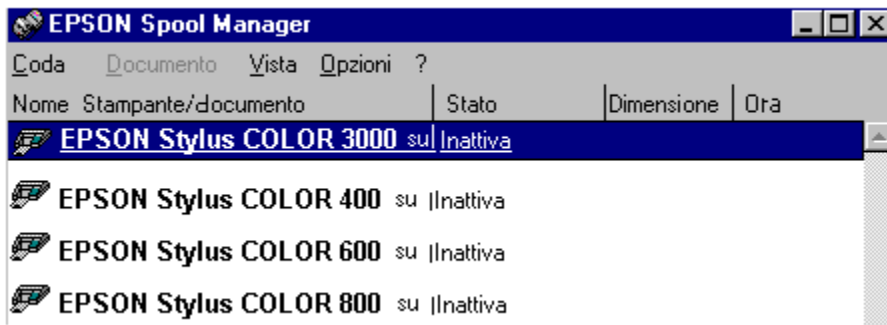 EPSON Spool Manager
Coda Documento Vista Opzioni ?
Nome Stampante/documento Stato Dimensione Ora
EPSON Stylus COLOR 3000 su Inattiva
EPSON Stylus COLOR 400 su Inattiva
EPSON Stylus COLOR 600 su Inattiva
EPSON Stylus COLOR 800 su Inattiva